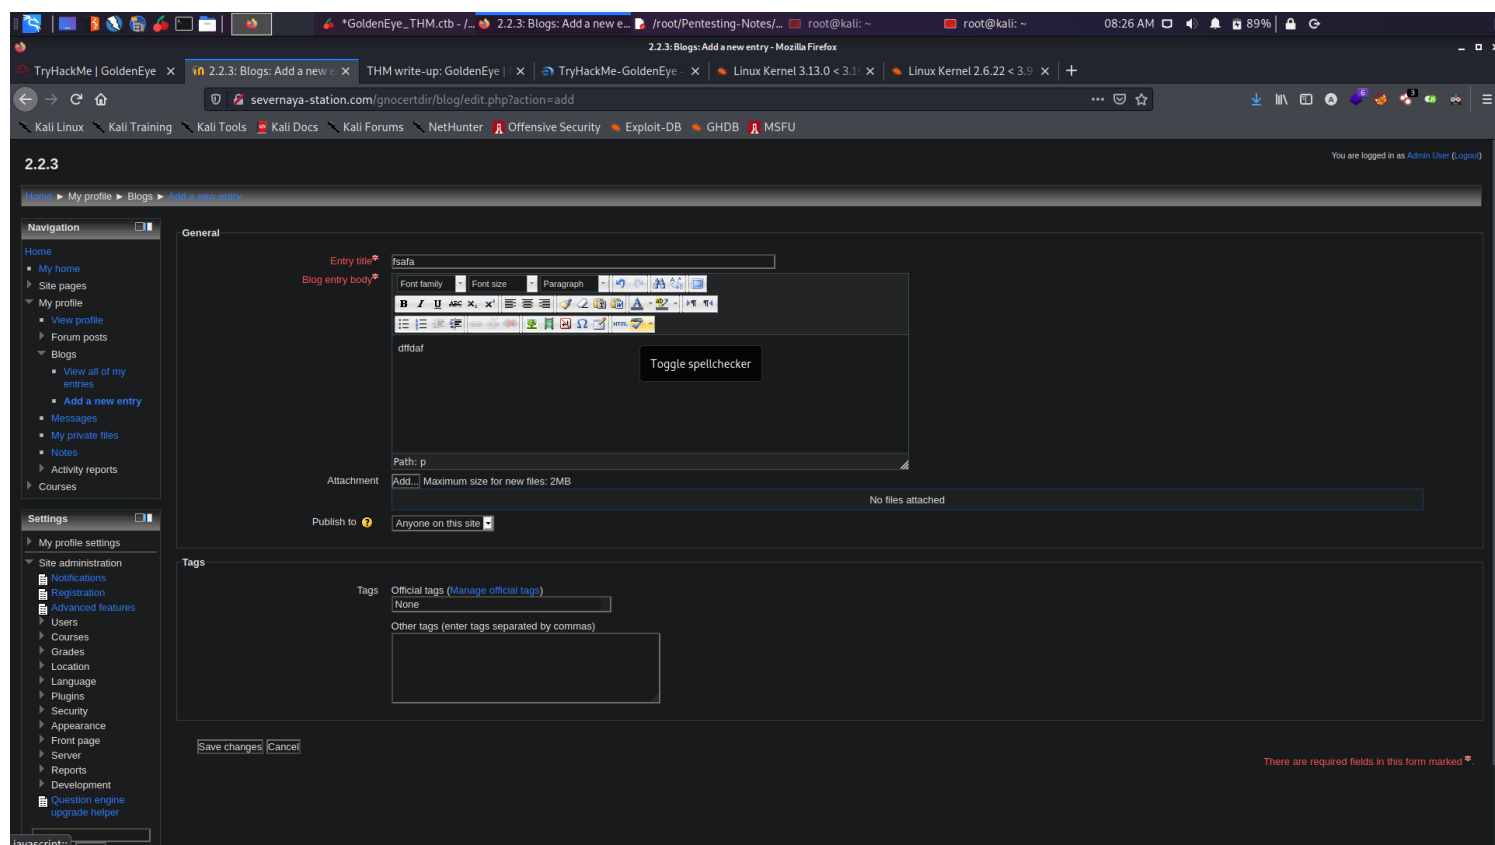 *GoldenEye_THM.ctb - /... 2.2.3: Blogs: Add a new e... /root/Pentesting-Notes/... root@kali: ~ root@kali: ~ 08:26 AM 89%
2.2.3: Blogs: Add a new entry - Mozilla Firefox
TryHackMe | GoldenEye 2.2.3: Blogs: Add a new e THM write-up: GoldenEye | TryHackMe-GoldenEye - Linux Kernel 3.13.0 < 3.1 Linux Kernel 2.6.22 < 3.9
severnaya-station.com/gnocertdir/blog/edit.php?action=add
Kali Linux Kali Training Kali Tools Kali Docs Kali Forums NetHunter Offensive Security Exploit-DB GHDB MSFU
2.2.3
You are logged in as Admin User (Logout)
Home ► My profile ► Blogs ► Add a new entry
Navigation
Home
My home
Site pages
My profile
View profile
Forum posts
Blogs
View all of my
entries
Add a new entry
Messages
My private files
Notes
Activity reports
Courses
Settings
My profile settings
Site administration
Notifications
Registration
Advanced features
Users
Courses
Grades
Location
Language
Plugins
Security
Appearance
Front page
Server
Reports
Development
Question engine
upgrade helper
General
Entry title*
fsafa
Blog entry body*
Font family Font size Paragraph
B I U ABC X₂ X²
HTML ABC
dffdaf
Toggle spellchecker
Path: p
Attachment
Add... Maximum size for new files: 2MB
No files attached
Publish to
Anyone on this site
Tags
Tags
Official tags (Manage official tags)
None
Other tags (enter tags separated by commas)
Save changes Cancel
There are required fields in this form marked *.